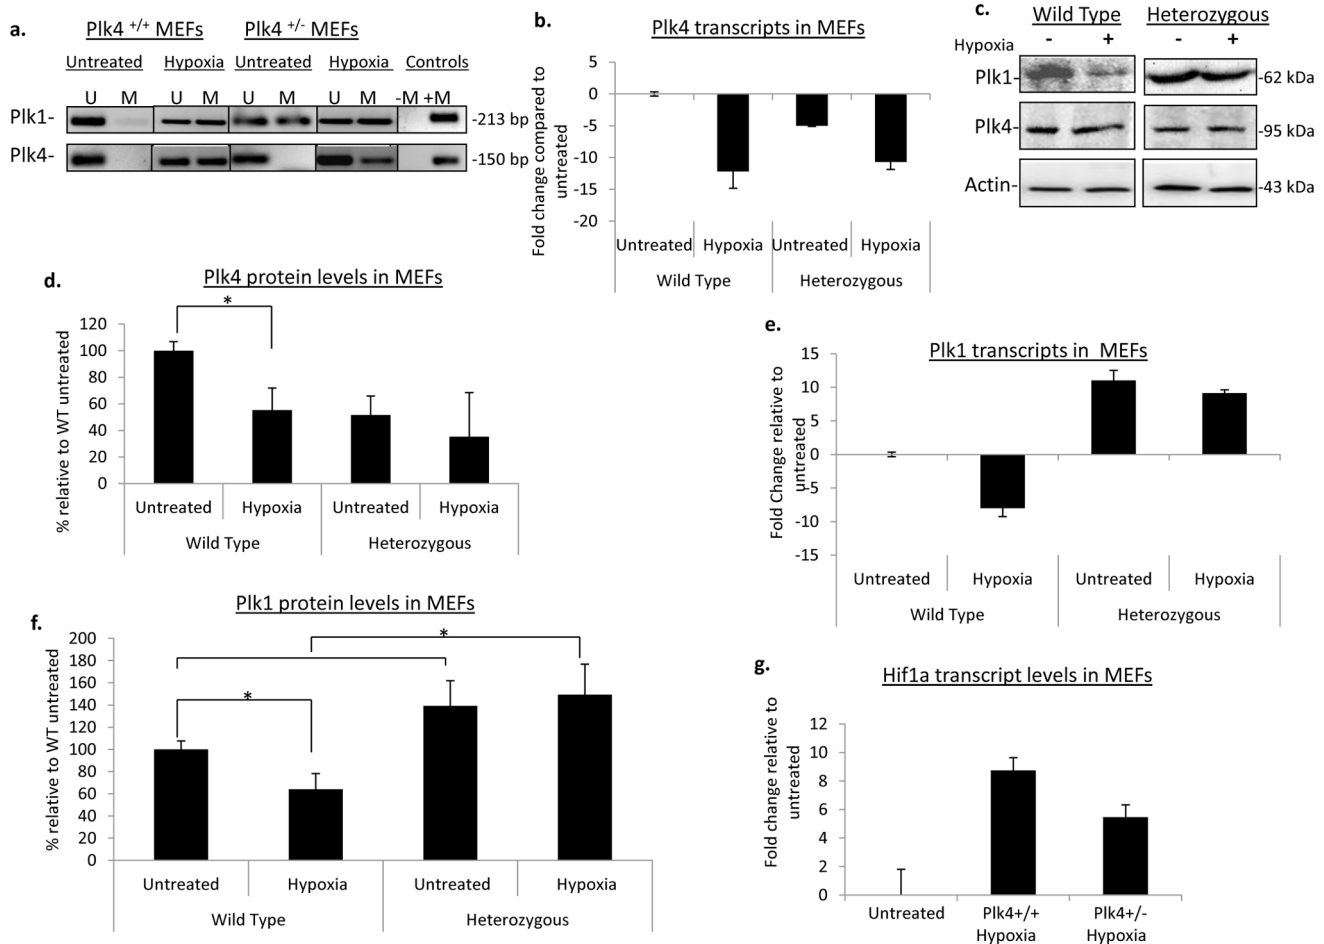 a.
Plk4 +/+ MEFs Plk4 +/- MEFs
Untreated Hypoxia Untreated Hypoxia Controls
U M U M U M U M -M +M
Plk1- -213 bp
Plk4- -150 bp
b.
Plk4 transcripts in MEFs
Fold change compared to
untreated
5
0
-5
-10
-15
-20
Untreated Hypoxia Untreated Hypoxia
Wild Type Heterozygous
c.
Wild Type Heterozygous
Hypoxia - + - +
Plk1- -62 kDa
Plk4- -95 kDa
Actin- -43 kDa
d.
Plk4 protein levels in MEFs
% relative to WT untreated
*
120
100
80
60
40
20
0
Untreated Hypoxia Untreated Hypoxia
Wild Type Heterozygous
e.
Plk1 transcripts in MEFs
Fold Change relative to
untreated
15
10
5
0
-5
-10
-15
Untreated Hypoxia Untreated Hypoxia
Wild Type Heterozygous
f.
Plk1 protein levels in MEFs
% relative to WT untreated
*
*
200
180
160
140
120
100
80
60
40
20
0
Untreated Hypoxia Untreated Hypoxia
Wild Type Heterozygous
g.
Hif1a transcript levels in MEFs
Fold change relative to
untreated
12
10
8
6
4
2
0
Untreated Plk4+/+ Plk4+/-
Hypoxia Hypoxia